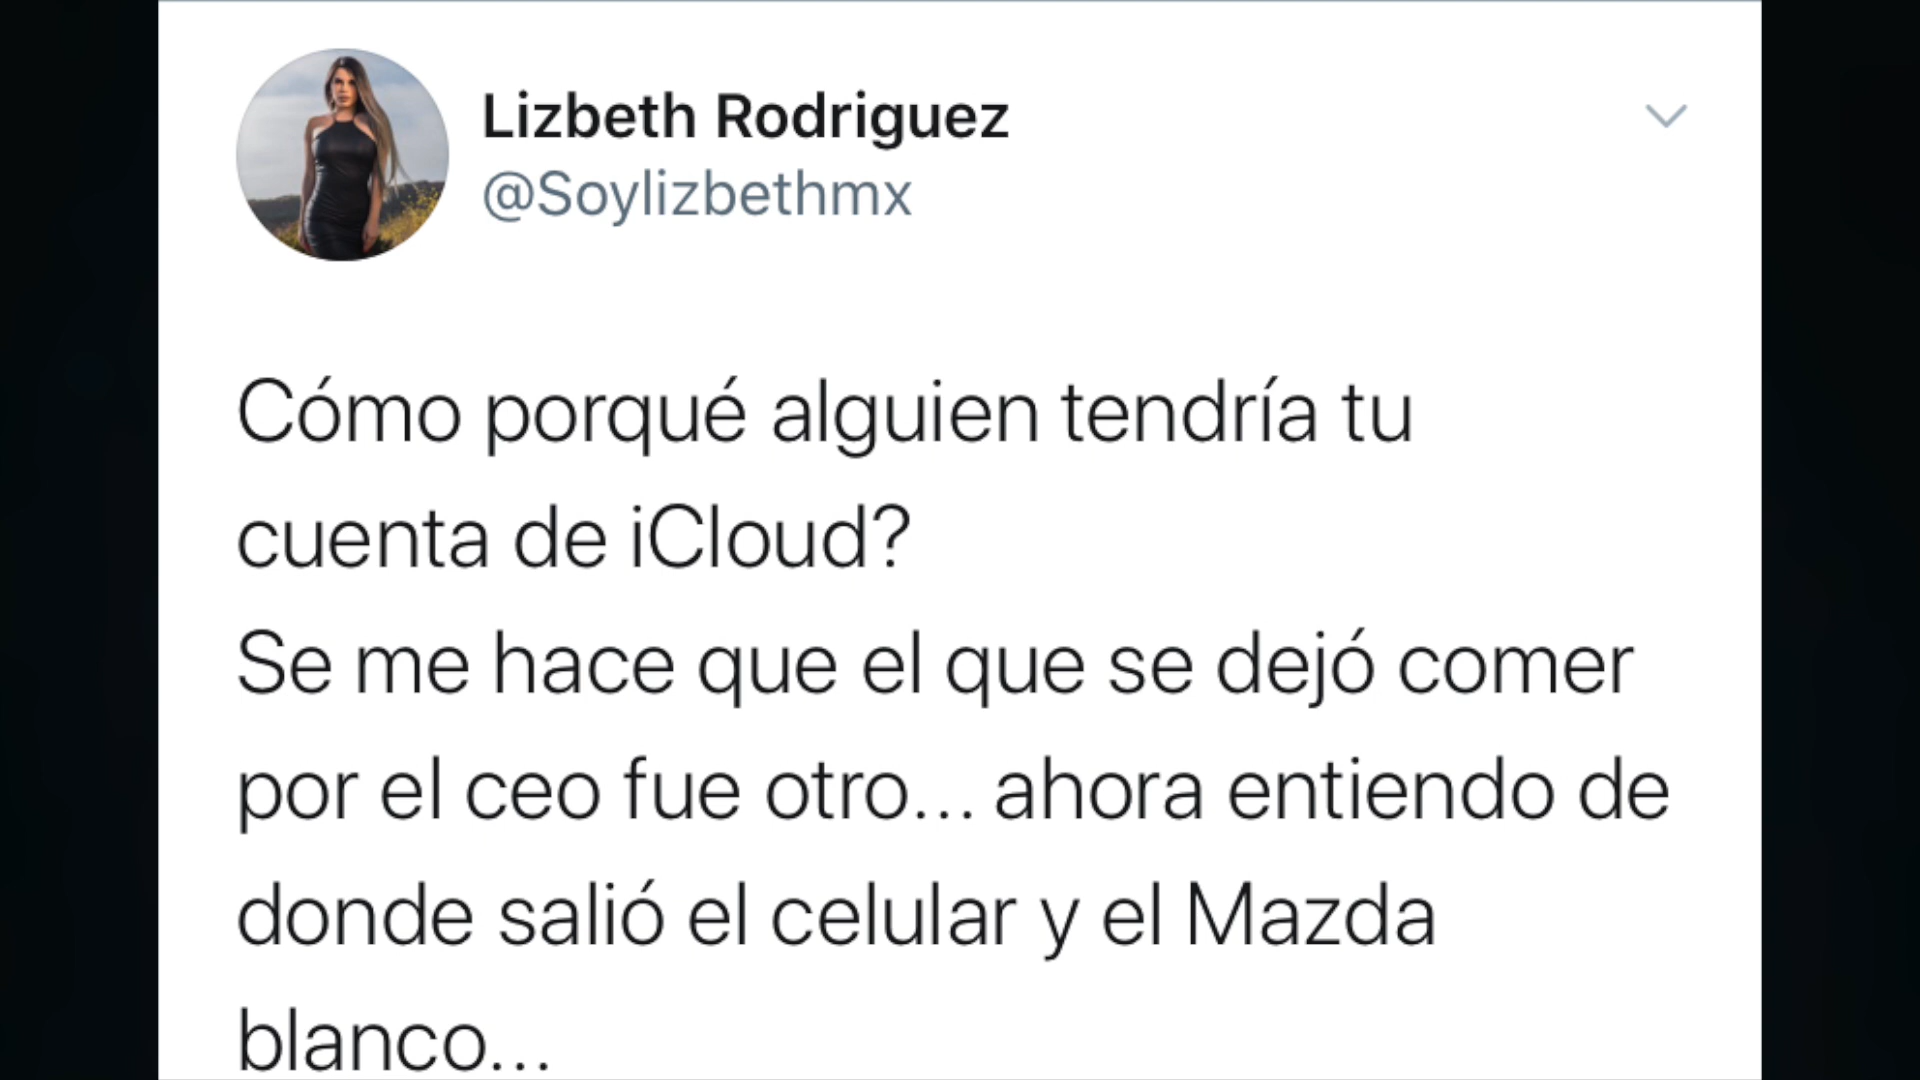 Lizbeth Rodriguez
@Soylizbethmx
Cómo porqué alguien tendría tu
cuenta de iCloud?
Se me hace que el que se dejó comer
por el ceo fue otro... ahora entiendo de
donde salió el celular y el Mazda
blanco...